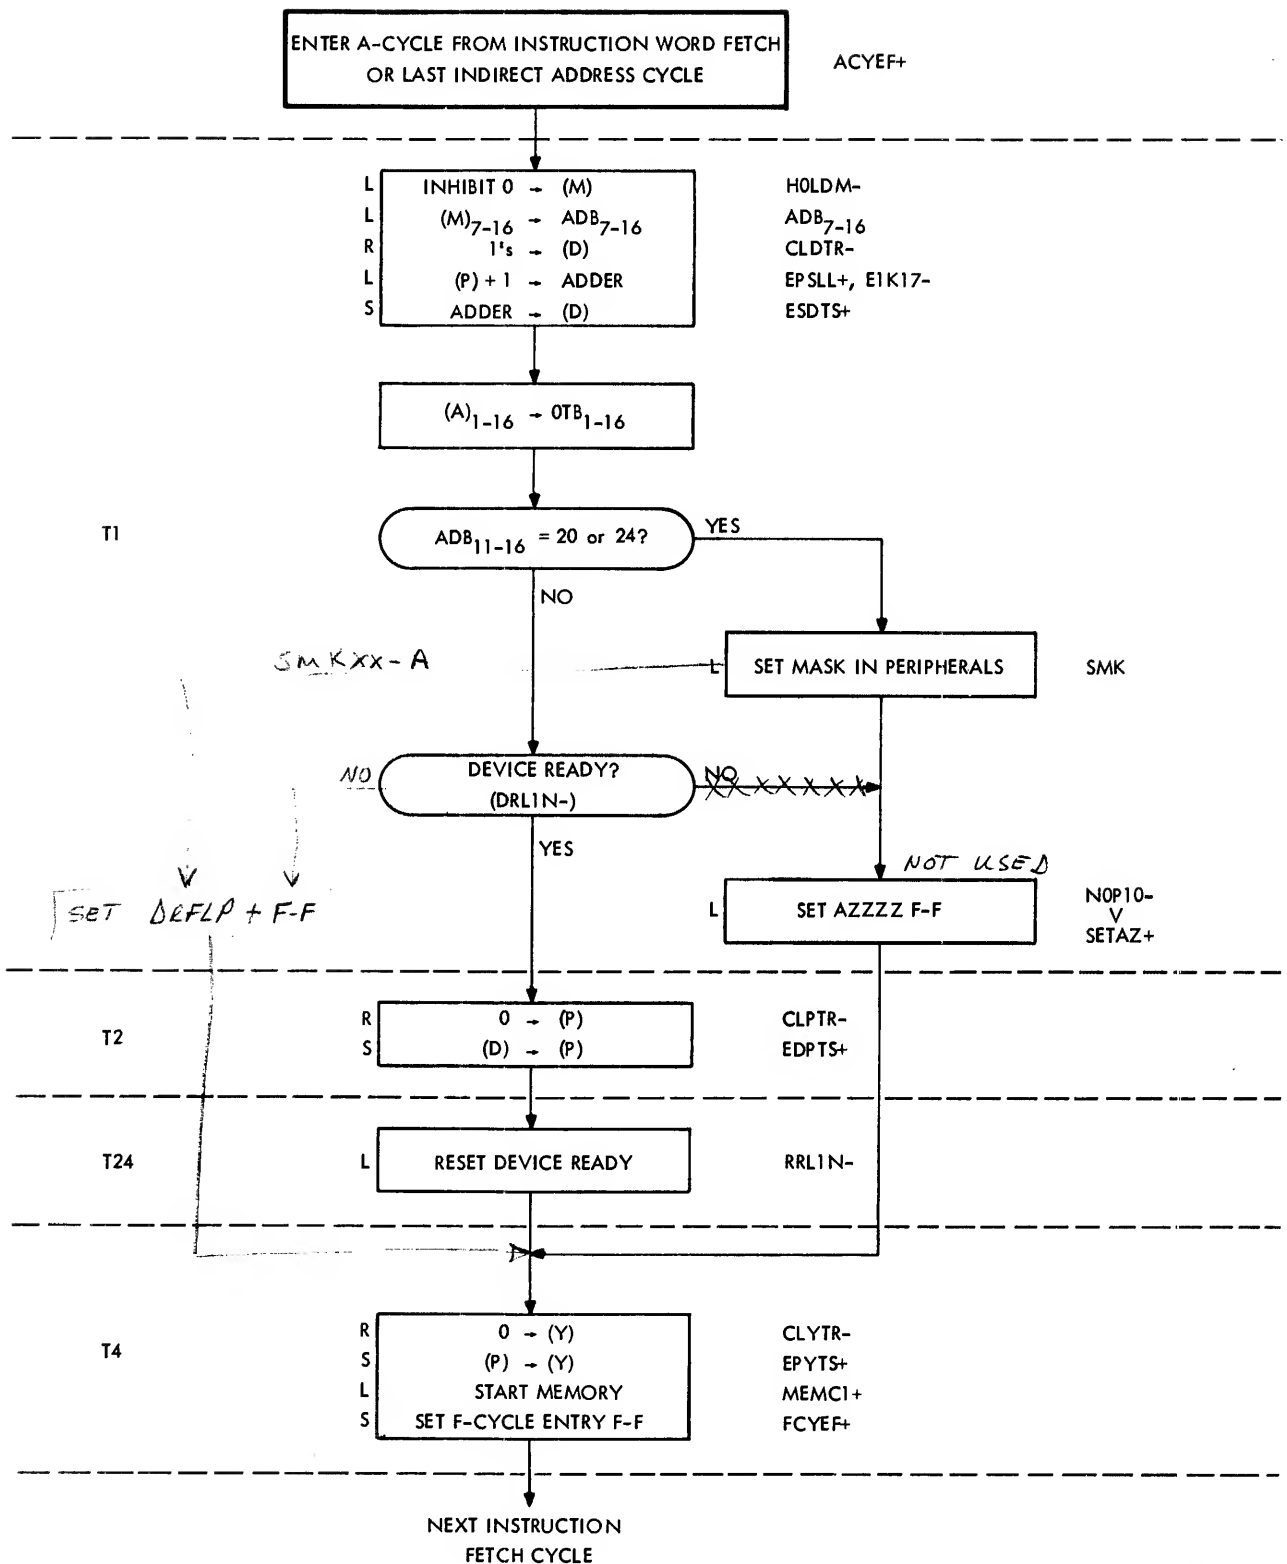 ENTER A-CYCLE FROM INSTRUCTION WORD FETCH
OR LAST INDIRECT ADDRESS CYCLE
ACYEF+
L INHIBIT 0 → (M) HOLDM-
L (M)7-16 → ADB7-16 ADB7-16
R 1's → (D) CLDTR-
L (P) + 1 → ADDER EPSLL+, E1K17-
S ADDER → (D) ESDTS+
(A)1-16 → OTB1-16
T1
ADB11-16 = 20 or 24?
YES
NO
SMKXX-A
L SET MASK IN PERIPHERALS SMK
NO
DEVICE READY?
(DRL1N-)
NO
XXXXXXX
YES
NOT USED
SET DRFLP + F-F
L SET AZZZZ F-F
N0P10-
V
SETAZ+
T2
R 0 → (P) CLPTR-
S (D) → (P) EDPTS+
T24 L RESET DEVICE READY RRL1N-
T4
R 0 → (Y) CLYTR-
S (P) → (Y) EPYTS+
L START MEMORY MEMC1+
S SET F-CYCLE ENTRY F-F FCYEF+
NEXT INSTRUCTION
FETCH CYCLE